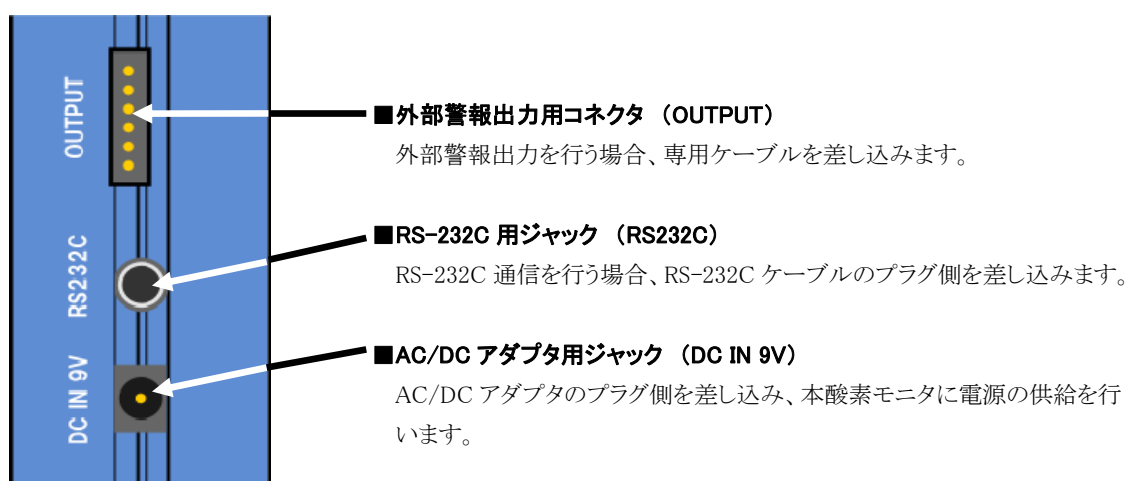 OUTPUT
■外部警報出力用コネクタ （OUTPUT）
外部警報出力を行う場合、専用ケーブルを差し込みます。
RS232C
■RS-232C 用ジャック （RS232C）
RS-232C 通信を行う場合、RS-232C ケーブルのプラグ側を差し込みます。
DC IN 9V
■AC/DC アダプタ用ジャック （DC IN 9V）
AC/DC アダプタのプラグ側を差し込み、本酸素モニタに電源の供給を行
います。